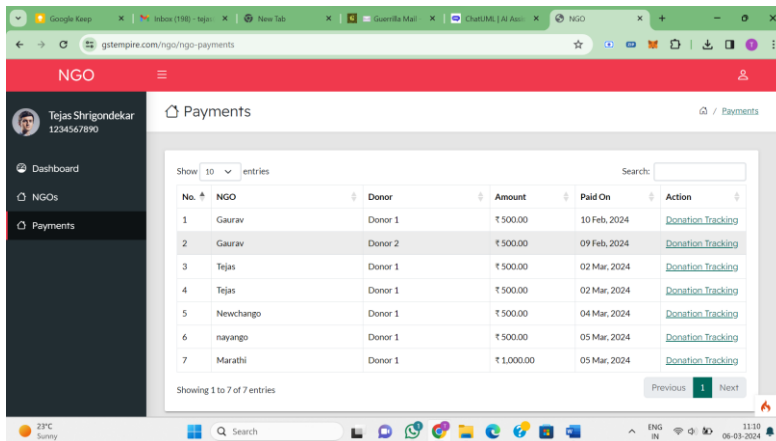 Google Keep
Inbox (198) - tejas
New Tab
Guerrilla Mail
ChatUML | AI Assi
NGO
gstempire.com/ngo/ngo-payments
NGO
Tejas Shrigondekar
1234567890
Dashboard
NGOs
Payments
Payments
/ Payments
Show 10 entries
Search:
No. NGO Donor Amount Paid On Action
1 Gaurav Donor 1 ₹ 500.00 10 Feb, 2024 Donation Tracking
2 Gaurav Donor 2 ₹ 500.00 09 Feb, 2024 Donation Tracking
3 Tejas Donor 1 ₹ 500.00 02 Mar, 2024 Donation Tracking
4 Tejas Donor 1 ₹ 500.00 02 Mar, 2024 Donation Tracking
5 Newchango Donor 1 ₹ 500.00 04 Mar, 2024 Donation Tracking
6 nayango Donor 1 ₹ 500.00 05 Mar, 2024 Donation Tracking
7 Marathi Donor 1 ₹ 1,000.00 05 Mar, 2024 Donation Tracking
Showing 1 to 7 of 7 entries
Previous 1 Next
23°C
Sunny
Search
ENG
IN
11:10
06-03-2024